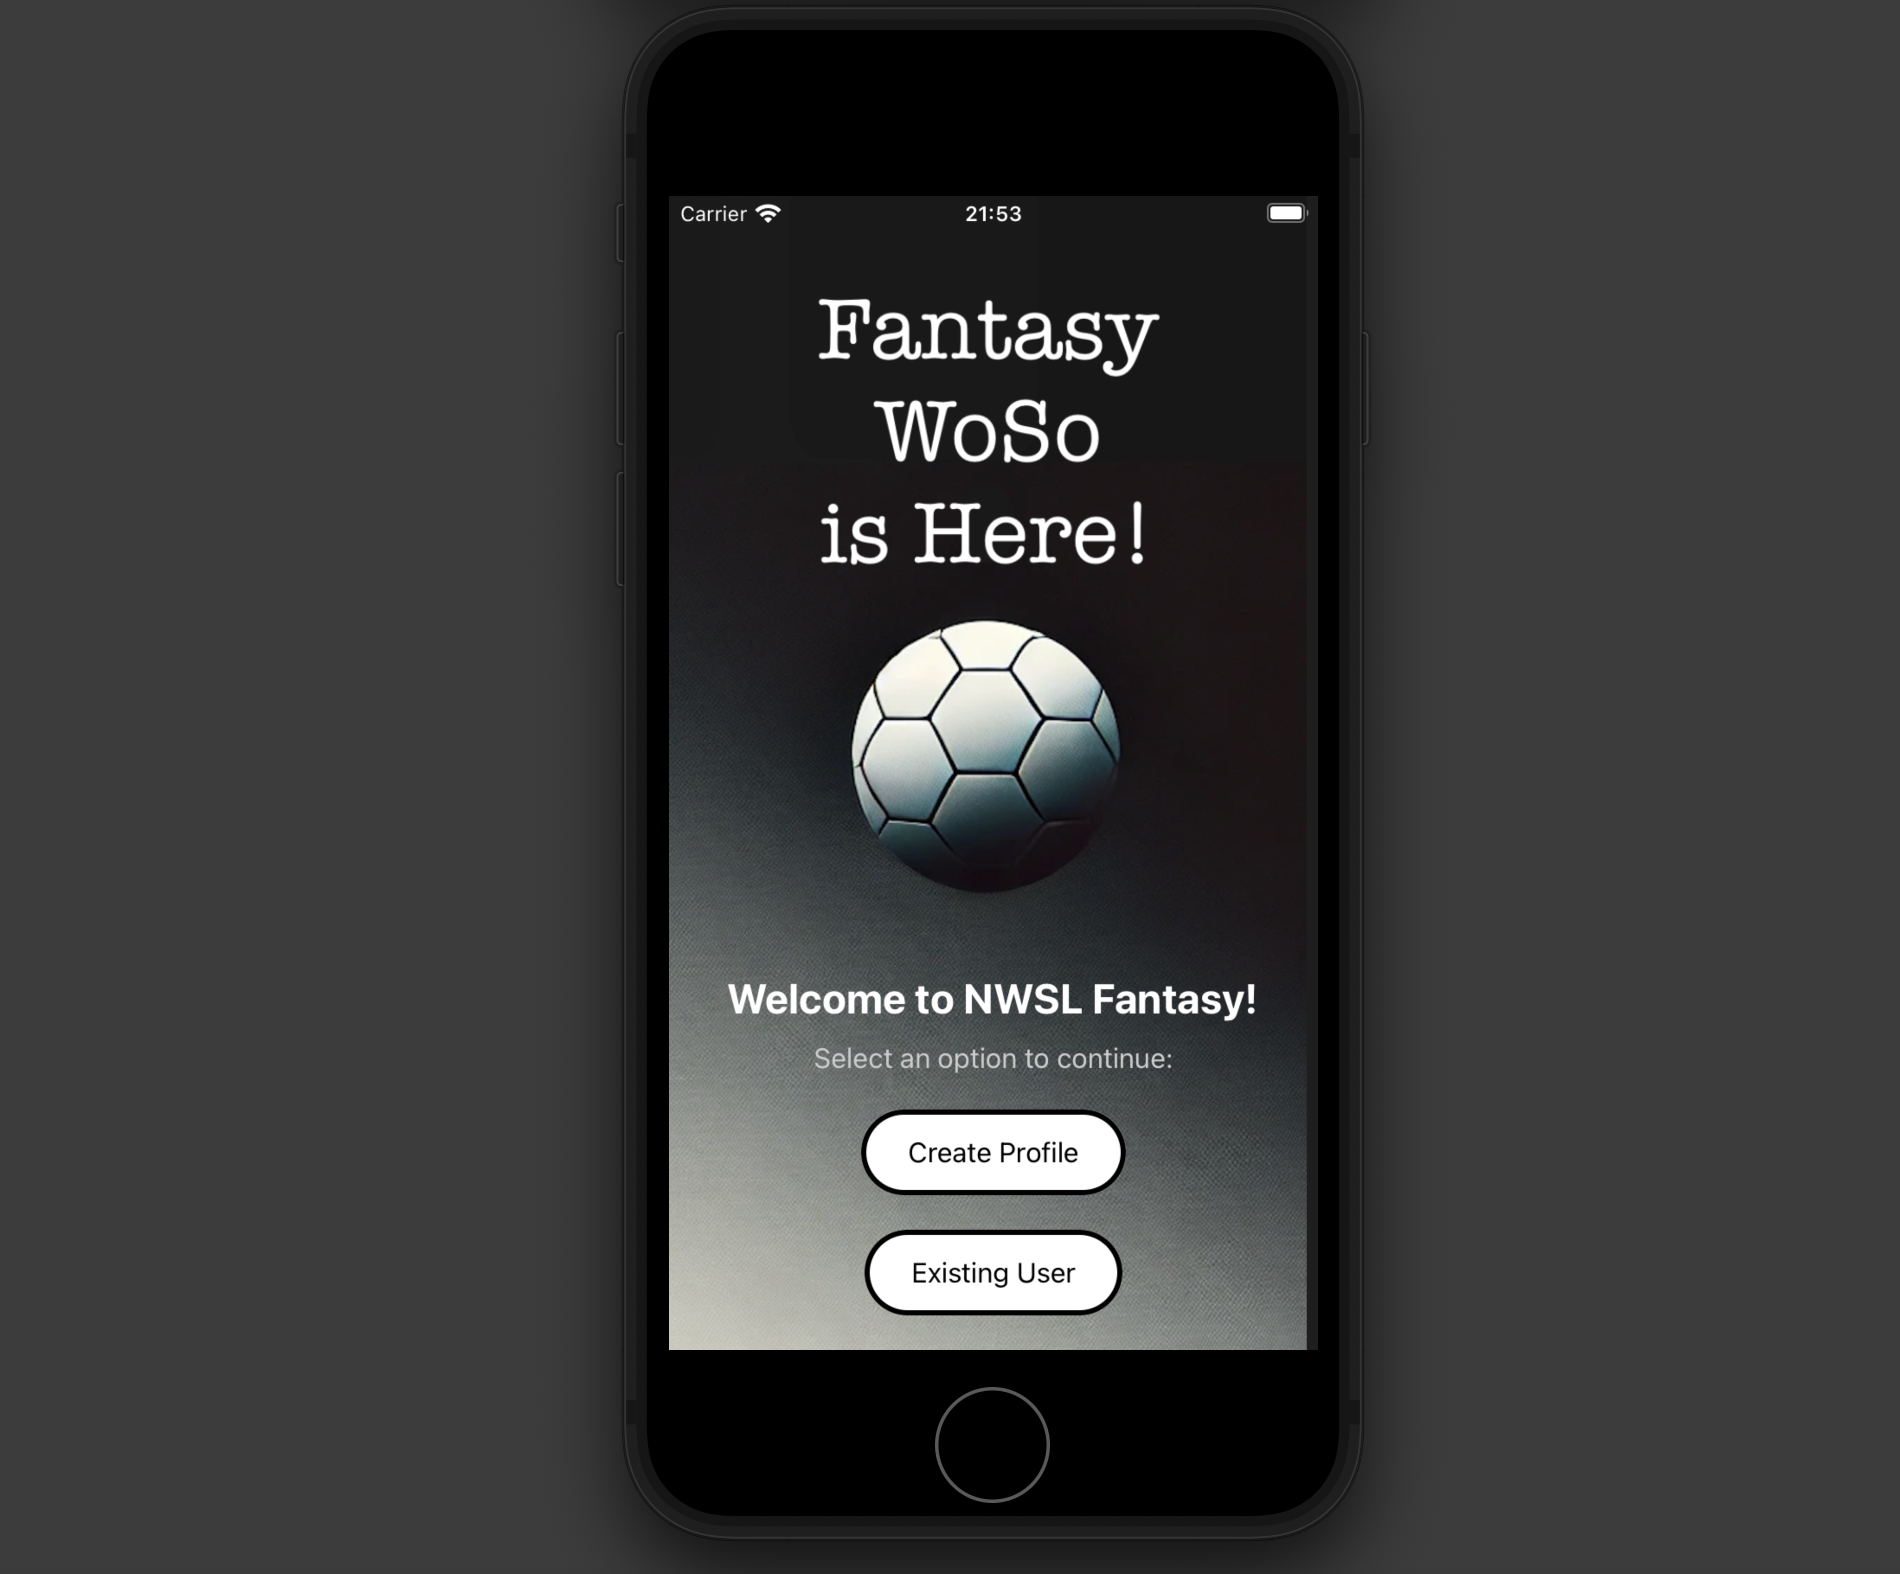 Carrier 21:53
Fantasy
WoSo
is Here!
Welcome to NWSL Fantasy!
Select an option to continue:
Create Profile
Existing User